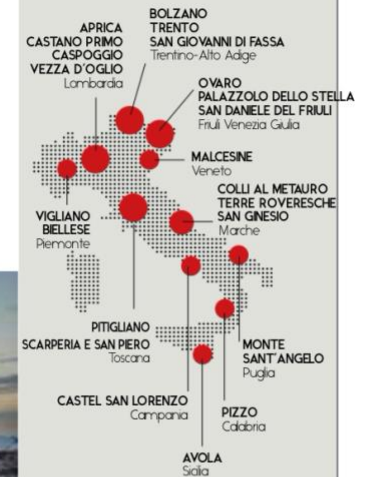 BOLZANO
TRENTO
SAN GIOVANNI DI FASSA
Trentino-Alto Adige
APRICA
CASTANO PRIMO
CASPOGGIO
VEZZA D'OGLIO
Lombardia
OVARO
PALAZZOLO DELLO STELLA
SAN DANIELE DEL FRIULI
Friuli Venezia Giulia
MALCESINE
Veneto
COLLI AL METAURO
TERRE ROVERESCHE
SAN GINESIO
Marche
VIGLIANO
BIELLESE
Piemonte
PITIGLIANO
SCARPERIA E SAN PIERO
Toscana
MONTE
SANT'ANGELO
Puglia
CASTEL SAN LORENZO
Campania
PIZZO
Calabria
AVOLA
Sicilia